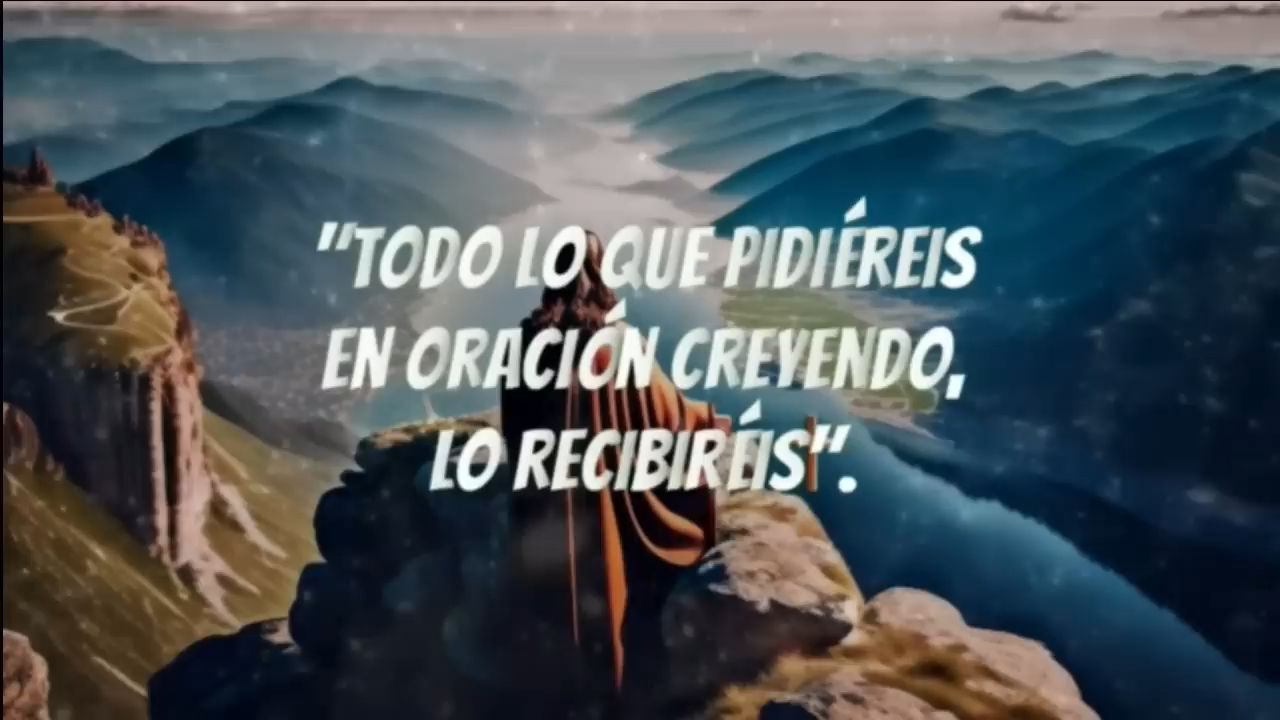 "TODO LO QUE PIDIÉREIS
EN ORACIÓN CREYENDO,
LO RECIBIRÉIS".